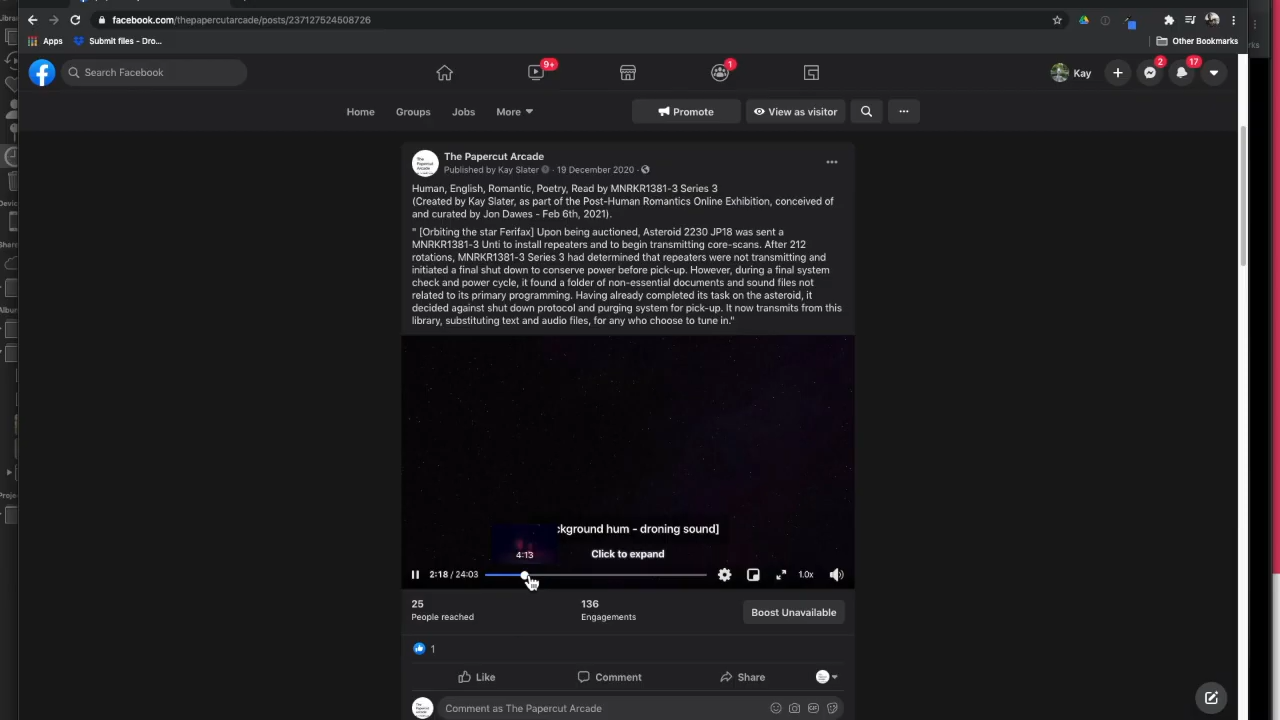 facebook.com/thepapercutarcade/posts/237127524508726
Apps
Submit files - Dro...
Other Bookmarks
Search Facebook
9+
1
Kay
2
17
Home
Groups
Jobs
More
Promote
View as visitor
The Papercut Arcade
Published by Kay Slater · 19 December 2020 ·
Human, English, Romantic, Poetry, Read by MNRKR1381-3 Series 3
(Created by Kay Slater, as part of the Post-Human Romantics Online Exhibition, conceived of
and curated by Jon Dawes - Feb 6th, 2021).
" [Orbiting the star Ferifax] Upon being auctioned, Asteroid 2230 JP18 was sent a
MNRKR1381-3 Unti to install repeaters and to begin transmitting core-scans. After 212
rotations, MNRKR1381-3 Series 3 had determined that repeaters were not transmitting and
initiated a final shut down to conserve power before pick-up. However, during a final system
check and power cycle, it found a folder of non-essential documents and sound files not
related to its primary programming. Having already completed its task on the asteroid, it
decided against shut down protocol and purging system for pick-up. It now transmits from this
library, substituting text and audio files, for any who choose to tune in."
ckground hum - droning sound]
4:13
Click to expand
2:18 / 24:03
1.0x
25
People reached
136
Engagements
Boost Unavailable
1
Like
Comment
Share
Comment as The Papercut Arcade